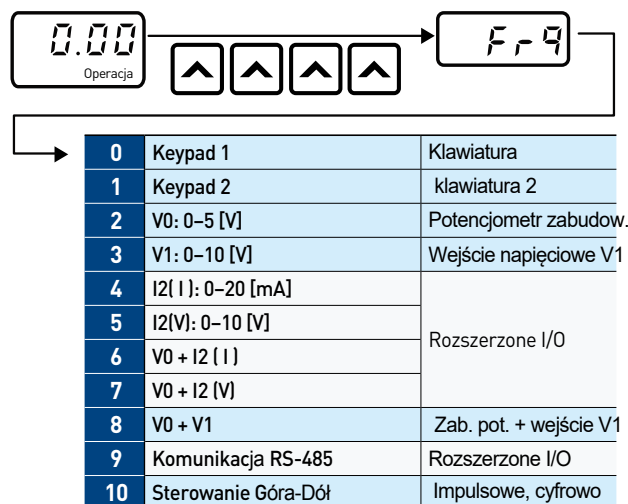 0.00
Operacja
Frq
0 Keypad 1 Klawiatura
1 Keypad 2 klawiatura 2
2 V0: 0–5 [V] Potencjometr zabudow.
3 V1: 0–10 [V] Wejście napięciowe V1
4 I2( I ): 0–20 [mA]
5 I2(V): 0–10 [V]
Rozszerzone I/O
6 V0 + I2 ( I )
7 V0 + I2 (V)
8 V0 + V1 Zab. pot. + wejście V1
9 Komunikacja RS-485 Rozszerzone I/O
10 Sterowanie Góra-Dół Impulsowe, cyfrowo